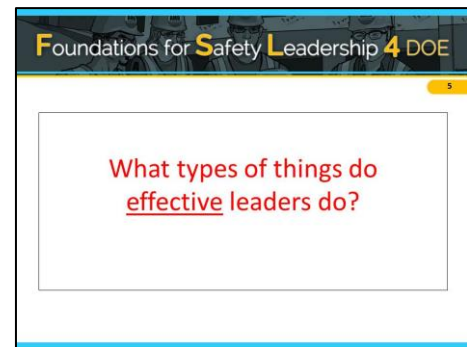 Foundations for Safety Leadership 4 DOE
5
What types of things do
effective leaders do?